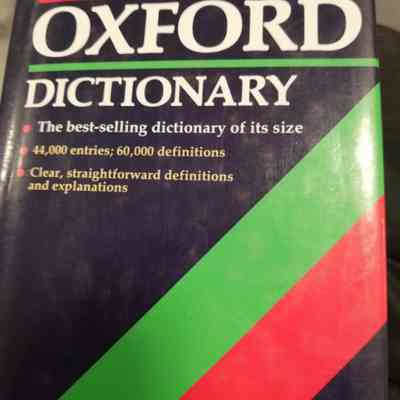 OXFORD
DICTIONARY
The best-selling dictionary of its size
44,000 entries; 60,000 definitions
Clear, straightforward definitions
and explanations